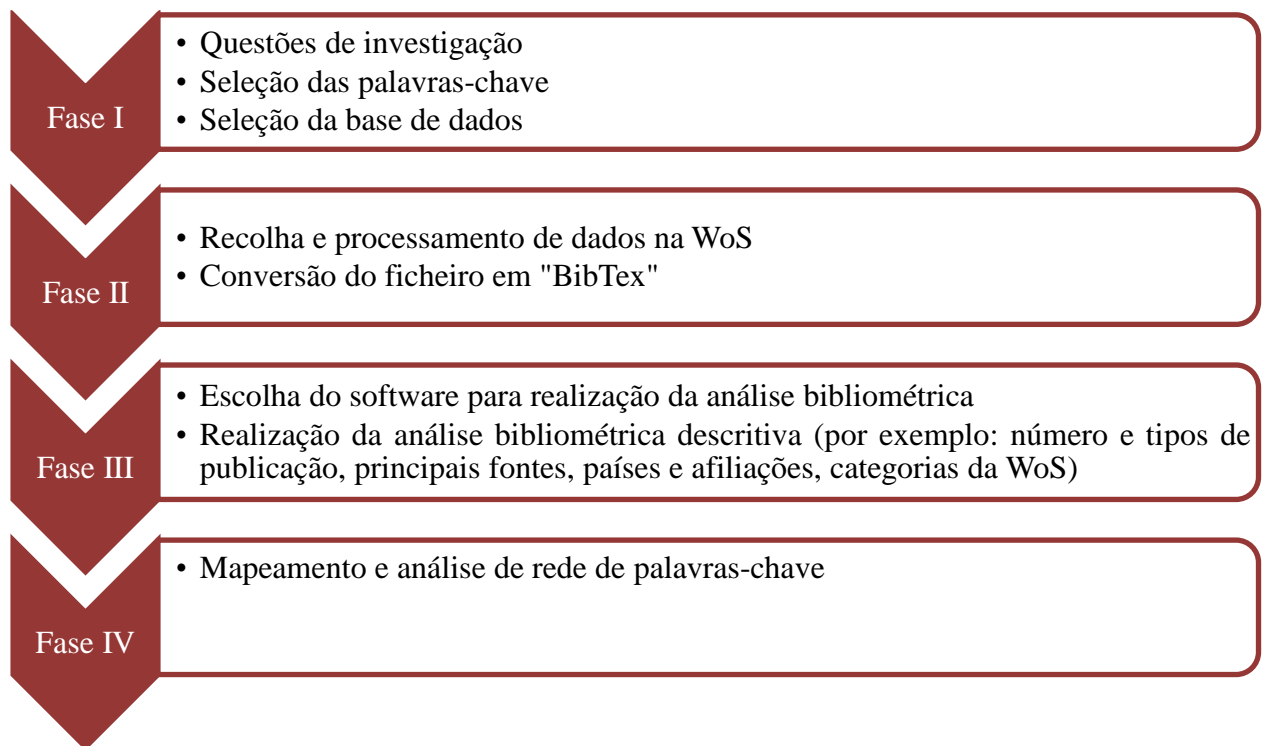 Fase I
• Questões de investigação
• Seleção das palavras-chave
• Seleção da base de dados
Fase II
• Recolha e processamento de dados na WoS
• Conversão do ficheiro em "BibTex"
Fase III
• Escolha do software para realização da análise bibliométrica
• Realização da análise bibliométrica descritiva (por exemplo: número e tipos de
publicação, principais fontes, países e afiliações, categorias da WoS)
Fase IV
• Mapeamento e análise de rede de palavras-chave